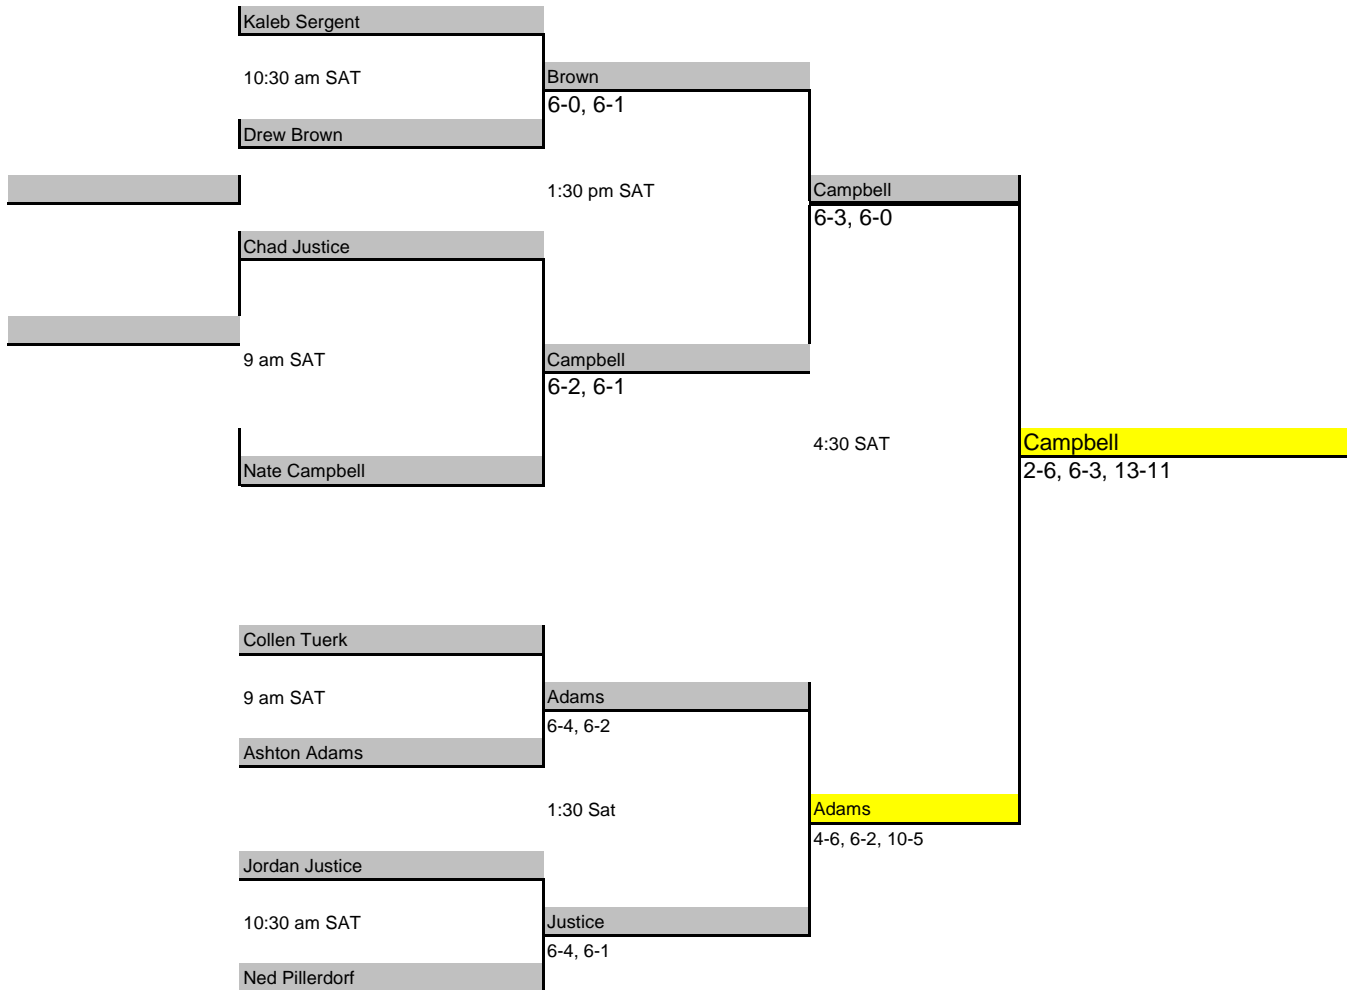 Kaleb Sergent
10:30 am SAT
Brown
6-0, 6-1
Drew Brown
1:30 pm SAT
Campbell
6-3, 6-0
Chad Justice
9 am SAT
Campbell
6-2, 6-1
4:30 SAT
Campbell
2-6, 6-3, 13-11
Nate Campbell
Collen Tuerk
9 am SAT
Adams
6-4, 6-2
Ashton Adams
1:30 Sat
Adams
4-6, 6-2, 10-5
Jordan Justice
10:30 am SAT
Justice
6-4, 6-1
Ned Pillerdorf